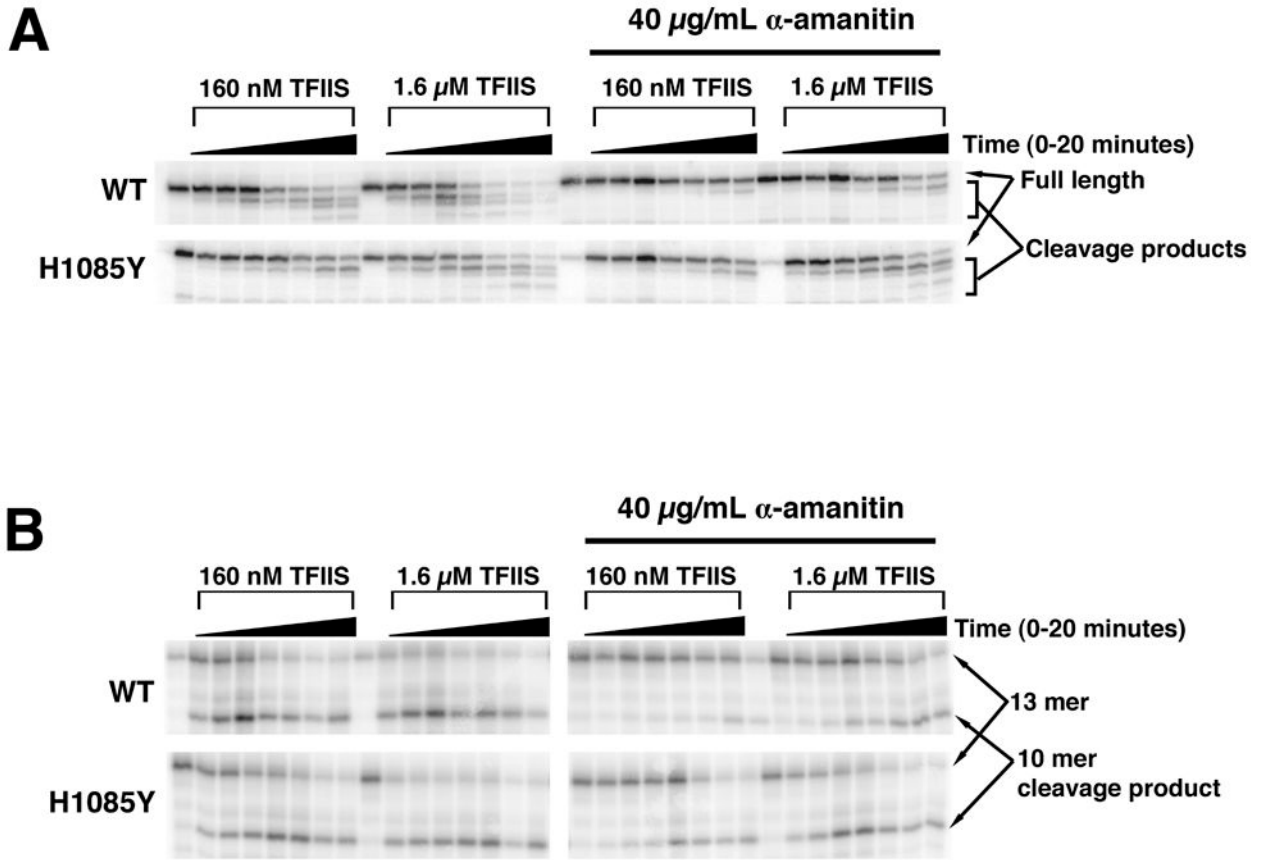 A
40 µg/mL α-amanitin
160 nM TFIIS
1.6 µM TFIIS
160 nM TFIIS
1.6 µM TFIIS
Time (0-20 minutes)
WT
Full length
H1085Y
Cleavage products
B
40 µg/mL α-amanitin
160 nM TFIIS
1.6 µM TFIIS
160 nM TFIIS
1.6 µM TFIIS
Time (0-20 minutes)
WT
13 mer
10 mer
cleavage product
H1085Y